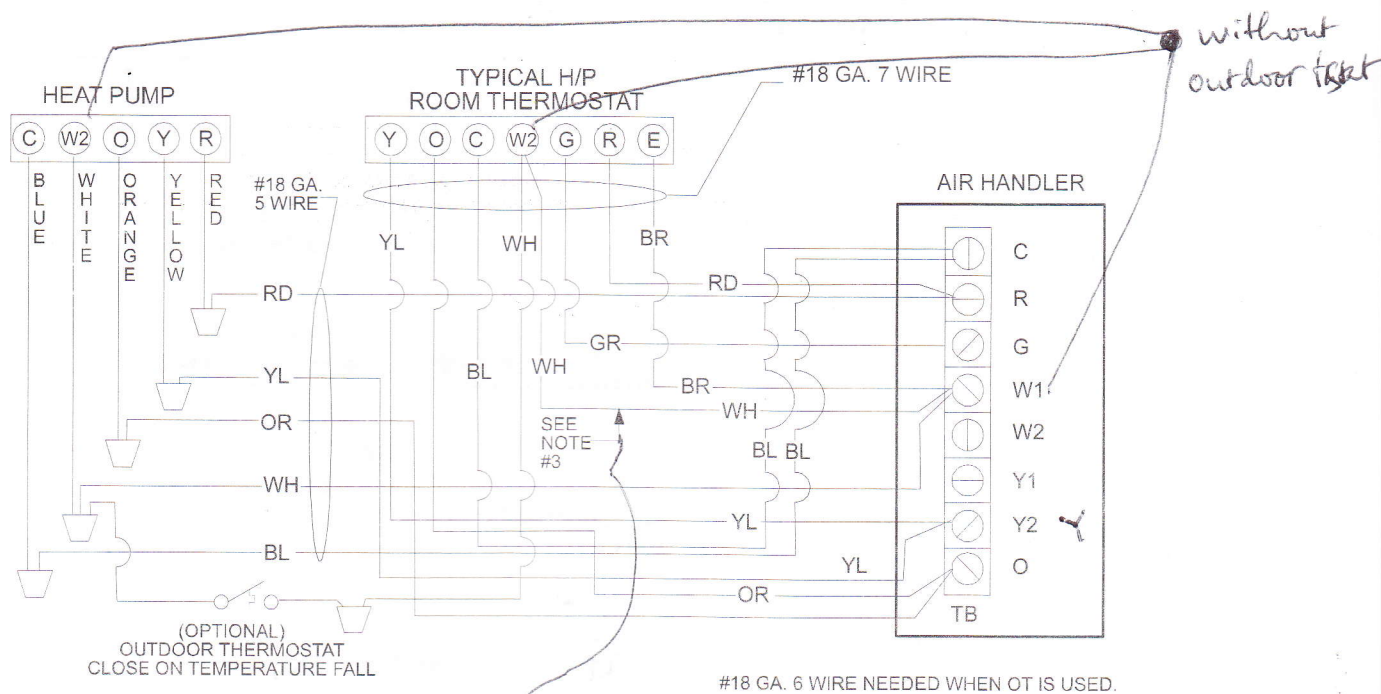 without
outdoor
TYPICAL H/P
ROOM THERMOSTAT
#18 GA. 7 WIRE
HEAT PUMP
C W2 O Y R
Y O C W2 G R E
BLUE
WHITE
ORANGE
YELLOW
RED
#18 GA.
5 WIRE
AIR HANDLER
YL
WH
BR
C
RD
RD
R
GR
G
YL
BL
WH
BR
W1
WH
OR
SEE
NOTE
#3
W2
BL BL
WH
Y1
YL
Y2
BL
YL
O
OR
TB
(OPTIONAL)
OUTDOOR THERMOSTAT
CLOSE ON TEMPERATURE FALL
#18 GA. 6 WIRE NEEDED WHEN OT IS USED.